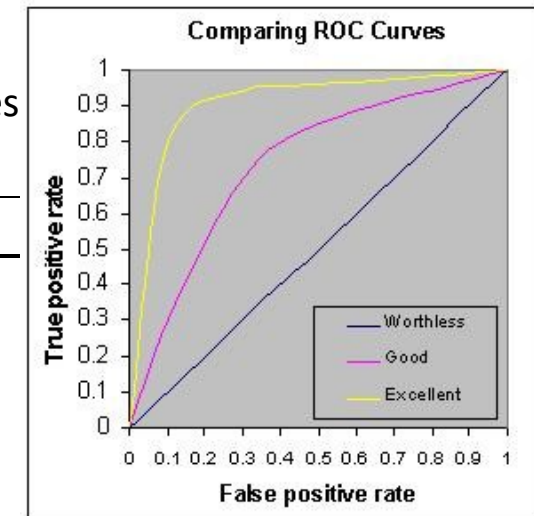 Comparing ROC Curves
es
1
0.9
0.8
0.7
0.6
0.5
0.4
0.3
0.2
0.1
0
True positive rate
Worthless
Good
Excellent
0 0.1 0.2 0.3 0.4 0.5 0.6 0.7 0.8 0.9 1
False positive rate